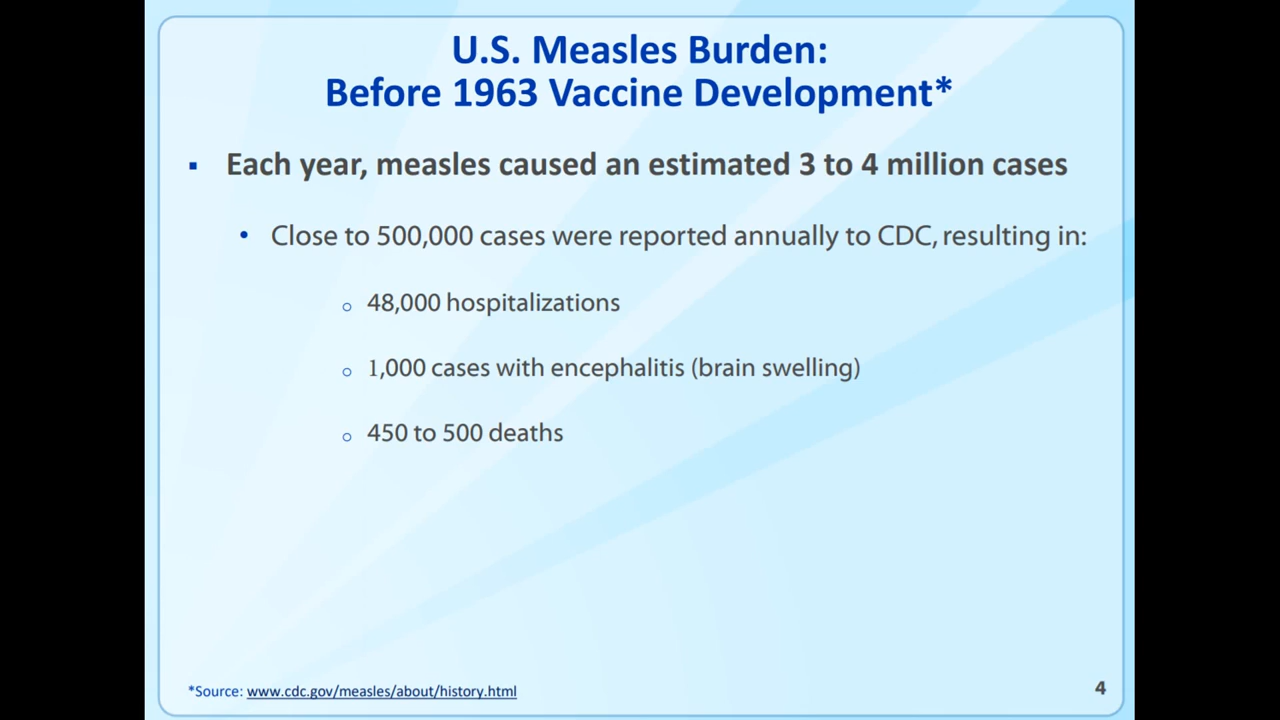 U.S. Measles Burden:
Before 1963 Vaccine Development*
▪ Each year, measles caused an estimated 3 to 4 million cases
• Close to 500,000 cases were reported annually to CDC, resulting in:
o 48,000 hospitalizations
o 1,000 cases with encephalitis (brain swelling)
o 450 to 500 deaths
*Source: www.cdc.gov/measles/about/history.html
4